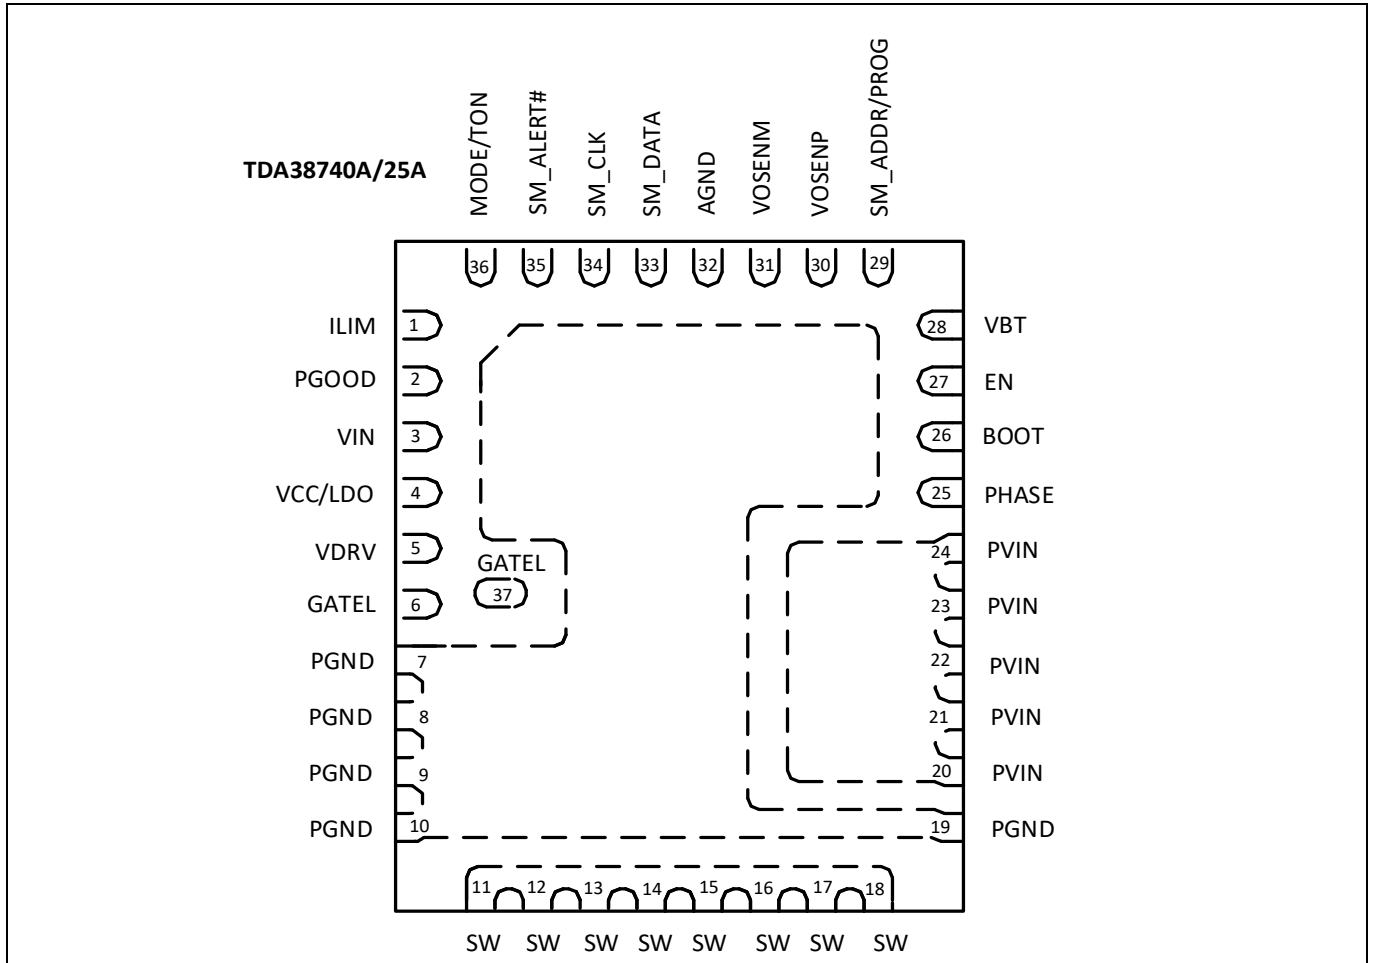 TDA38740A/25A
MODE/TON
SM_ALERT#
SM_CLK
SM_DATA
AGND
VOSENM
VOSENP
SM_ADDR/PROG
36 35 34 33 32 31 30 29
ILIM 1 28 VBT
PGOOD 2 27 EN
VIN 3 26 BOOT
VCC/LDO 4 25 PHASE
VDRV 5 24 PVIN
GATEL
37
GATEL 6 23 PVIN
PGND 7 22 PVIN
PGND 8 21 PVIN
PGND 9 20 PVIN
PGND 10 19 PGND
11 12 13 14 15 16 17 18
SW SW SW SW SW SW SW SW